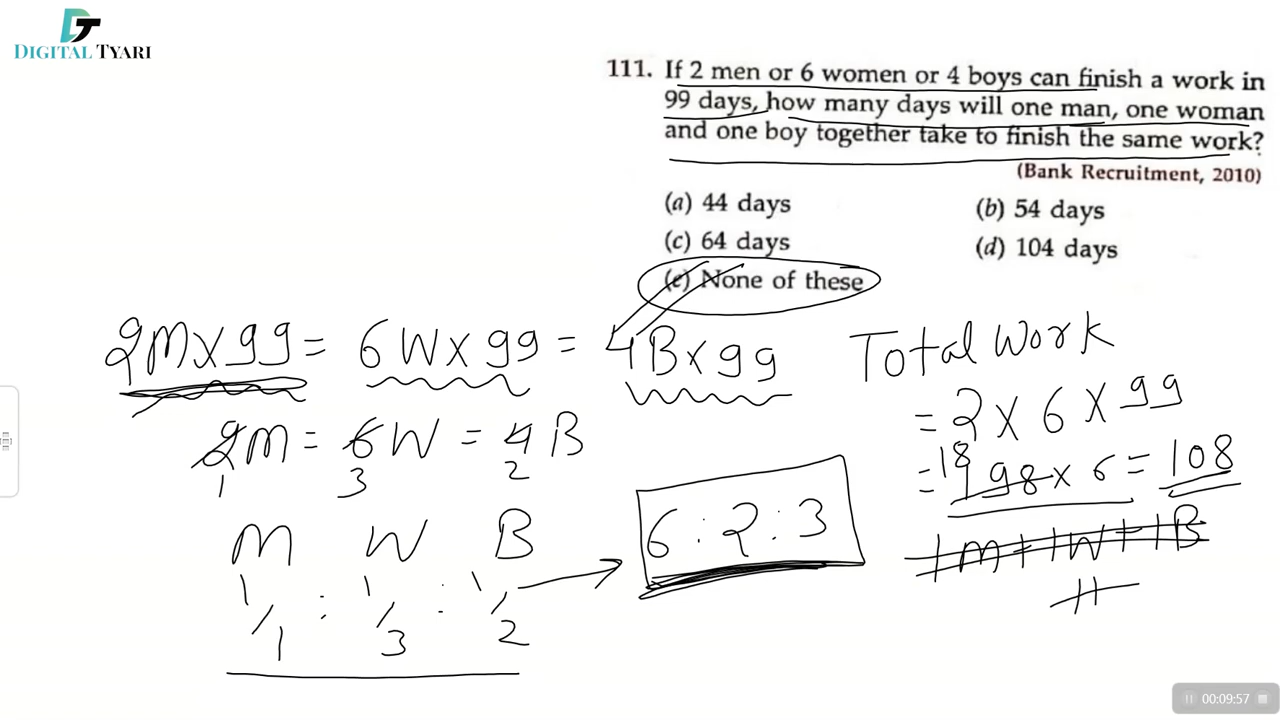 DIGITAL TYARI
111. If 2 men or 6 women or 4 boys can finish a work in
99 days, how many days will one man, one woman
and one boy together take to finish the same work?
(Bank Recruitment, 2010)
(a) 44 days (b) 54 days
(c) 64 days (d) 104 days
(e) None of these
2M×99 = 6W×99 = 4B×99
2M = 6W = 4B
1 3 2
M W B
1/1 : 1/3 : 1/2
6:2:3
Total Work
= 2×6×99
= 198×6 = 108
18
1M+1W+1B
11
00:09:57